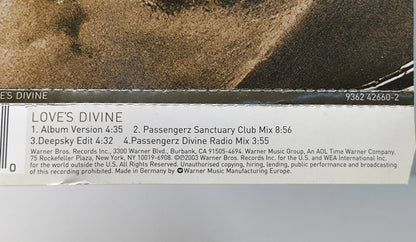 E'S DIVINE 9362 42660-2
LOVE'S DIVINE
1. Album Version 4:35 2. Passengerz Sanctuary Club Mix 8:56
3.Deepsky Edit 4:32 4.Passengerz Divine Radio Mix 3:55
Warner Bros. Records Inc., 3300 Warner Blvd., Burbank, CA 91505-4694. Warner Music Group, An AOL Time Warner Company,
75 Rockefeller Plaza, New York, NY 10019-6908. ©℗2003 Warner Bros. Records Inc. for the U.S. and WEA International Inc.
for the world outside the U.S. All Rights Reserved. Unauthorised copying, hiring, lending, public performance and broadcasting
of this recording prohibited. Made in Germany by Warner Music Manufacturing Europe.
0